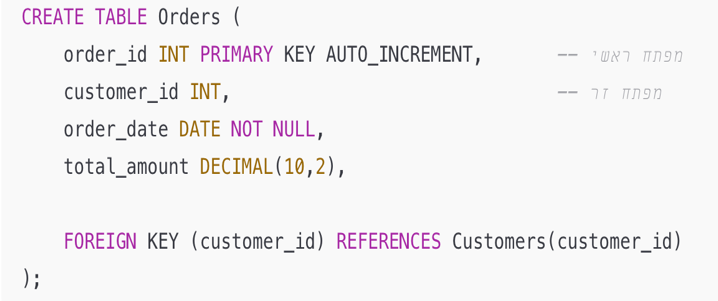 CREATE TABLE Orders (
order_id INT PRIMARY KEY AUTO_INCREMENT, -- מפתח ראשי
customer_id INT, -- מפתח זר
order_date DATE NOT NULL,
total_amount DECIMAL(10,2),
FOREIGN KEY (customer_id) REFERENCES Customers(customer_id)
);